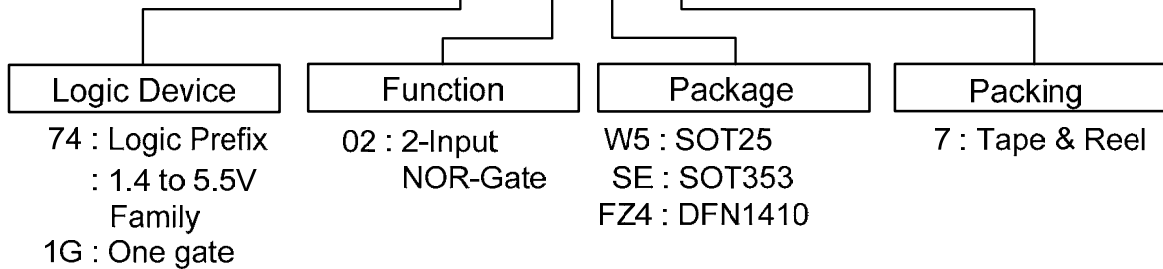 Logic Device
74 : Logic Prefix
: 1.4 to 5.5V
Family
1G : One gate
Function
02 : 2-Input
NOR-Gate
Package
W5 : SOT25
SE : SOT353
FZ4 : DFN1410
Packing
7 : Tape & Reel